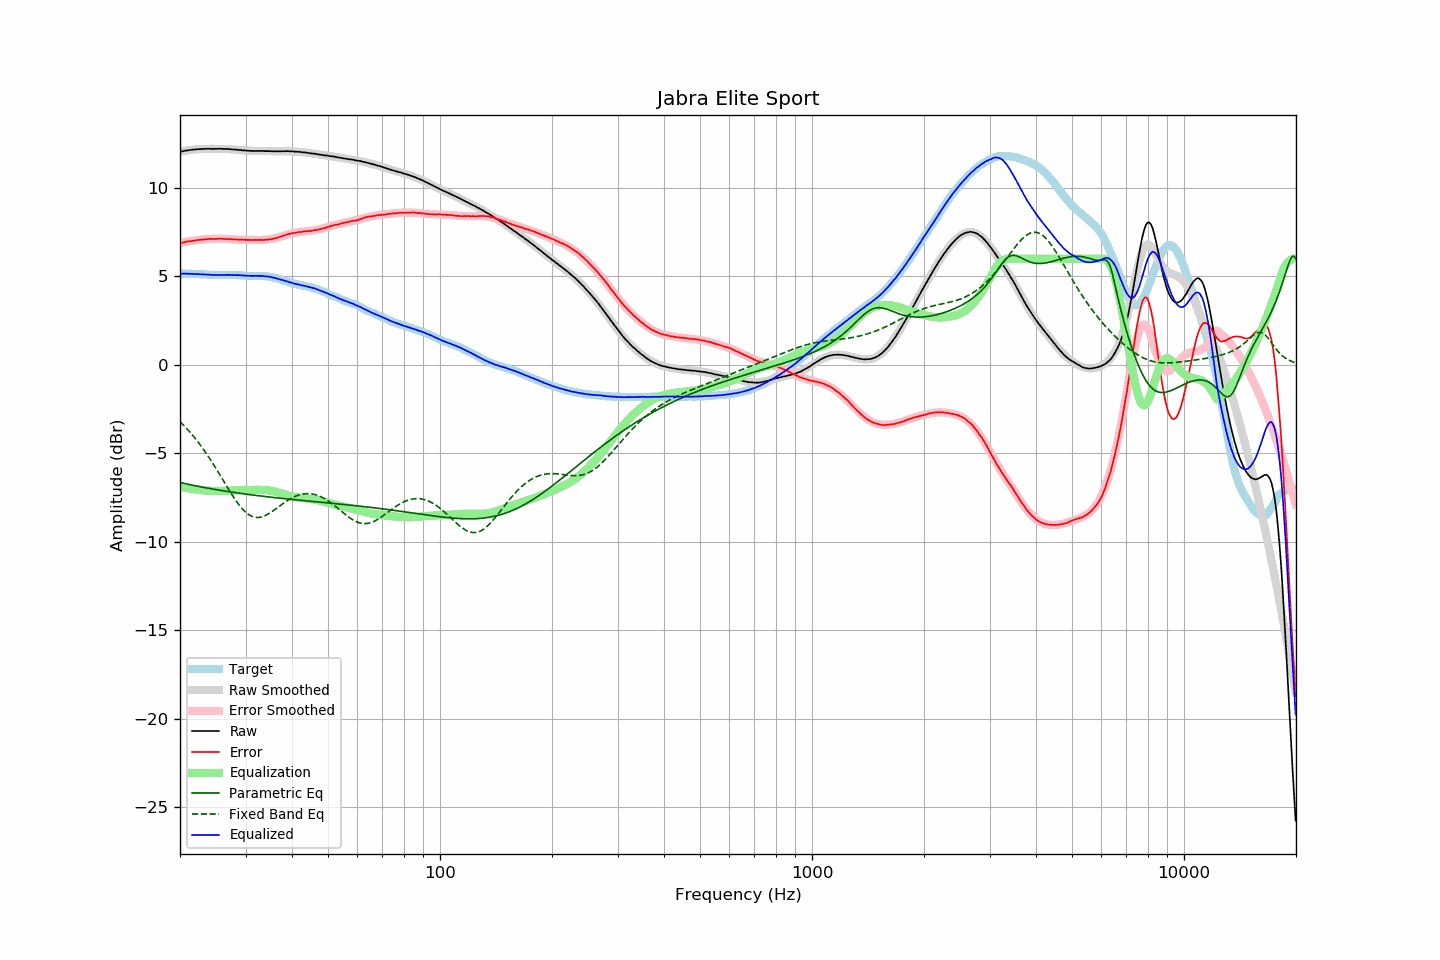 Jabra Elite Sport
Amplitude (dBr)
10
5
0
−5
−10
−15
−20
−25
Target
Raw Smoothed
Error Smoothed
Raw
Error
Equalization
Parametric Eq
Fixed Band Eq
Equalized
100
1000
10000
Frequency (Hz)